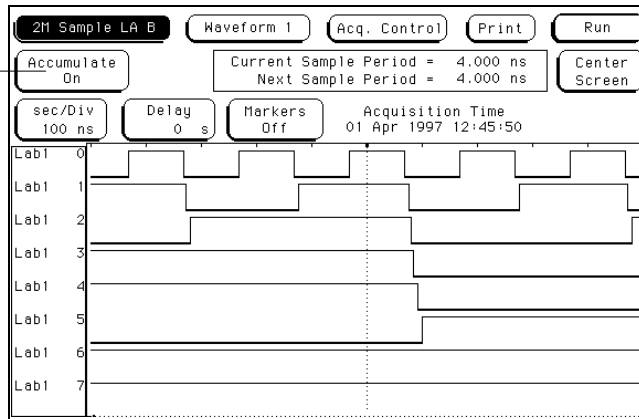 2M Sample LA B
Waveform 1
Acq. Control
Print
Run
Accumulate
On
Current Sample Period = 4.000 ns
Next Sample Period = 4.000 ns
Center
Screen
sec/Div
100 ns
Delay
0 s
Markers
Off
Acquisition Time
01 Apr 1997 12:45:50
Lab1 0
Lab1 1
Lab1 2
Lab1 3
Lab1 4
Lab1 5
Lab1 6
Lab1 7